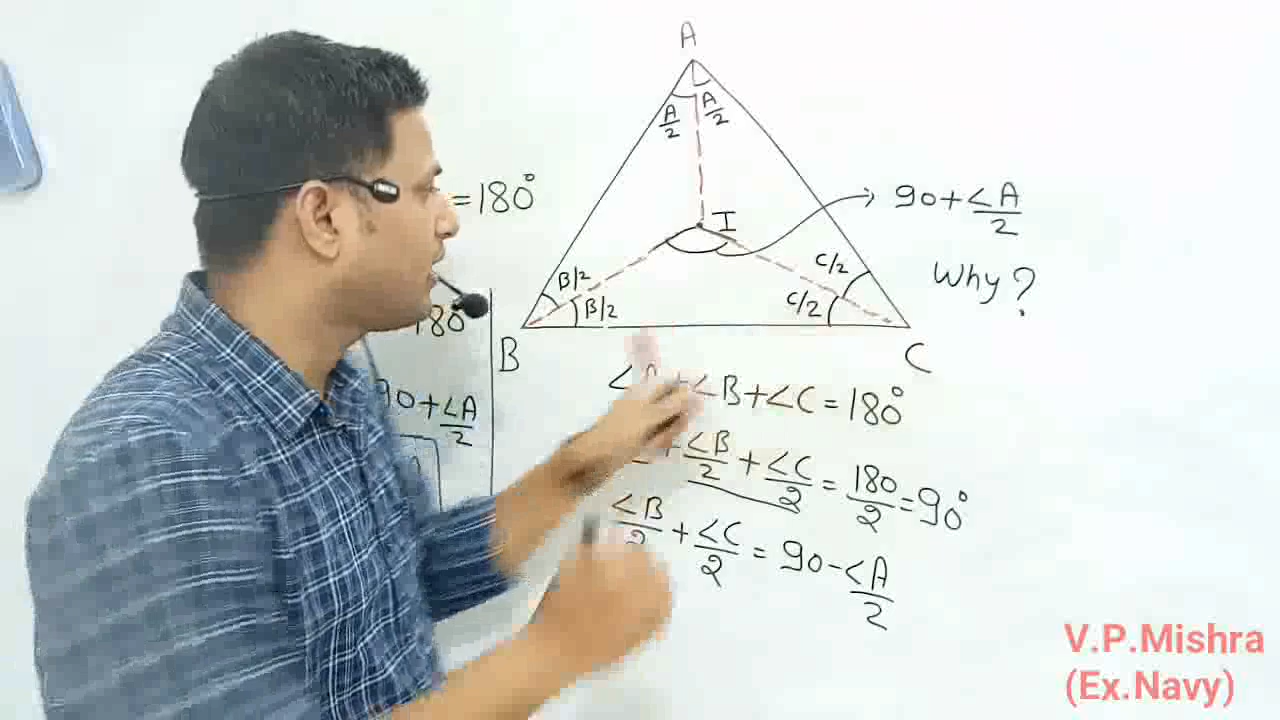 A
A/2 A/2
= 180°
I
90 + ∠A/2
Why?
B/2
B/2
C/2
C/2
B
C
180°
90 + ∠A/2
∠A + ∠B + ∠C = 180°
+ ∠B/2 + ∠C/2 = 180/2 = 90°
∠B/2 + ∠C/2 = 90 - ∠A/2
V.P.Mishra
(Ex.Navy)